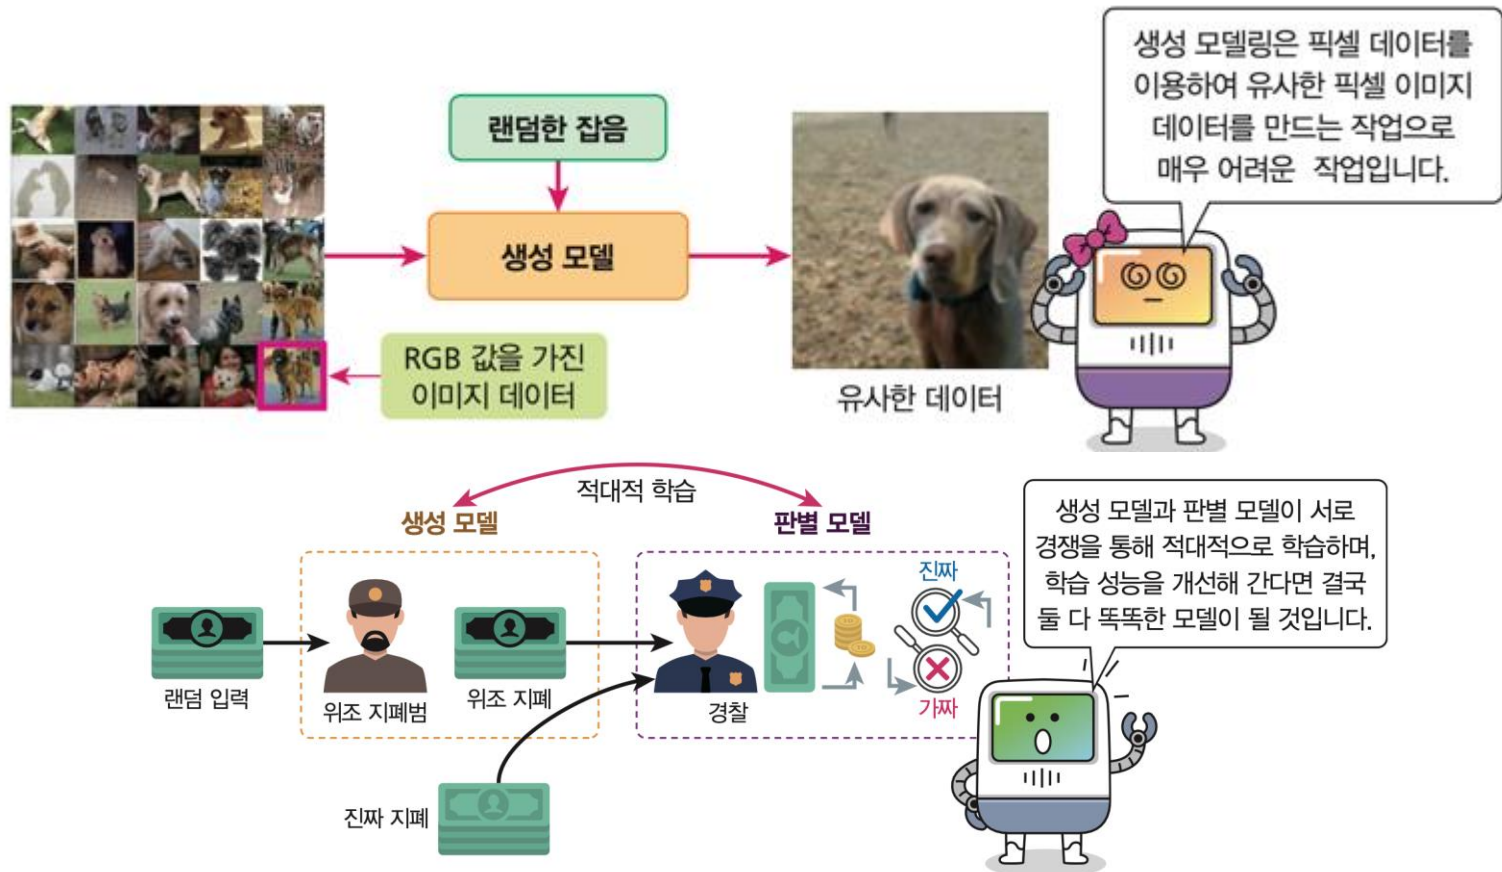 생성 모델링은 픽셀 데이터를
이용하여 유사한 픽셀 이미지
데이터를 만드는 작업으로
매우 어려운 작업입니다.
랜덤한 잡음
생성 모델
RGB 값을 가진
이미지 데이터
유사한 데이터
적대적 학습
생성 모델
판별 모델
생성 모델과 판별 모델이 서로
경쟁을 통해 적대적으로 학습하며,
학습 성능을 개선해 간다면 결국
둘 다 똑똑한 모델이 될 것입니다.
진짜
랜덤 입력
위조 지폐범
위조 지폐
경찰
가짜
진짜 지폐